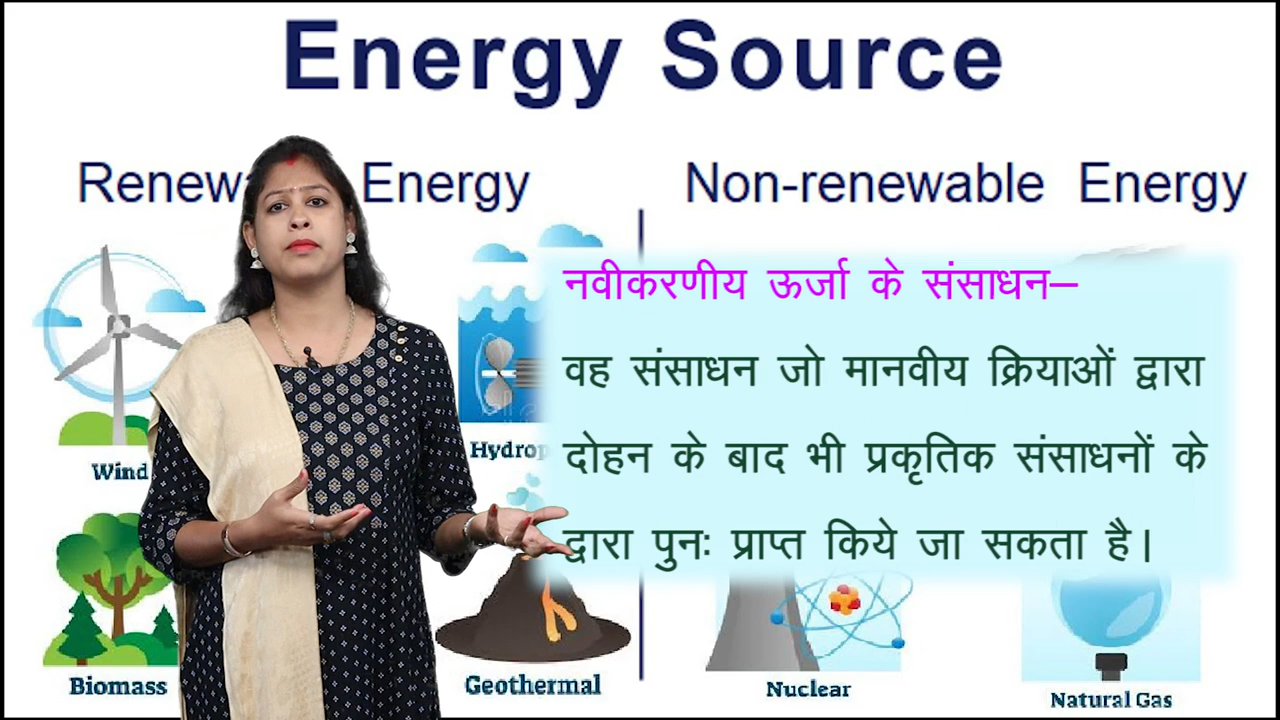 Energy Source
Energy
Non-renewable Energy
नवीकरणीय ऊर्जा के संसाधन–
वह संसाधन जो मानवीय क्रियाओं द्वारा
दोहन के बाद भी प्रकृतिक संसाधनों के
द्वारा पुनः प्राप्त किये जा सकता है।
Wind
Biomass
Geothermal
Nuclear
Natural Gas